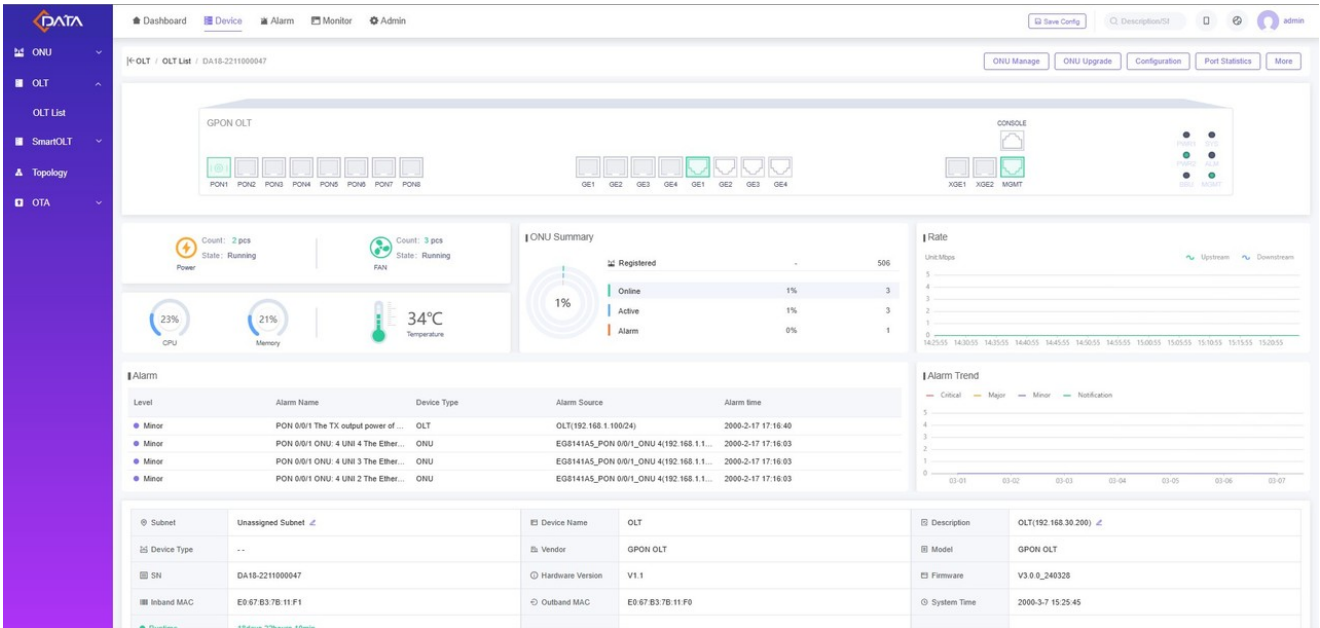 DATA
Dashboard Device Alarm Monitor Admin
Save Config Description/SI admin
ONU
OLT
OLT List
SmartOLT
Topology
OTA
OLT / OLT List / DA18-2211000047
ONU Manage ONU Upgrade Configuration Port Statistics More
GPON OLT
CONSOLE
PON1 PON2 PON3 PON4 PON5 PON6 PON7 PON8
GE1 GE2 GE3 GE4 GE1 GE2 GE3 GE4
XGE1 XGE2 MGMT
PWR1 SYS
PWR2 ALM
MGMT
Count: 2 pcs
State: Running
Power
Count: 3 pcs
State: Running
FAN
23%
CPU
21%
Memory
34℃
Temperature
ONU Summary
1%
Registered - 506
Online 1% 3
Active 1% 3
Alarm 0% 1
Rate
Unit:Mbps
Upstream Downstream
5
4
3
2
1
0
14:25:55 14:30:55 14:35:55 14:40:55 14:45:55 14:50:55 14:55:55 15:00:55 15:05:55 15:10:55 15:15:55 15:20:55
Alarm
Level Alarm Name Device Type Alarm Source Alarm time
Minor PON 0/0/1 The TX output power of ... OLT OLT(192.168.1.100/24) 2000-2-17 17:16:40
Minor PON 0/0/1 ONU: 4 UNI 4 The Ether... ONU EG8141A5_PON 0/0/1_ONU 4(192.168.1.1... 2000-2-17 17:16:03
Minor PON 0/0/1 ONU: 4 UNI 3 The Ether... ONU EG8141A5_PON 0/0/1_ONU 4(192.168.1.1... 2000-2-17 17:16:03
Minor PON 0/0/1 ONU: 4 UNI 2 The Ether... ONU EG8141A5_PON 0/0/1_ONU 4(192.168.1.1... 2000-2-17 17:16:03
Alarm Trend
Critical Major Minor Notification
5
4
3
2
1
0
03-01 03-02 03-03 03-04 03-05 03-06 03-07
Subnet Unassigned Subnet Device Name OLT Description OLT(192.168.30.200)
Device Type -- Vendor GPON OLT Model GPON OLT
SN DA18-2211000047 Hardware Version V1.1 Firmware V3.0.0_240328
Inband MAC E0:67:B3:7B:11:F1 Outband MAC E0:67:B3:7B:11:F0 System Time 2000-3-7 15:25:45
Runtime